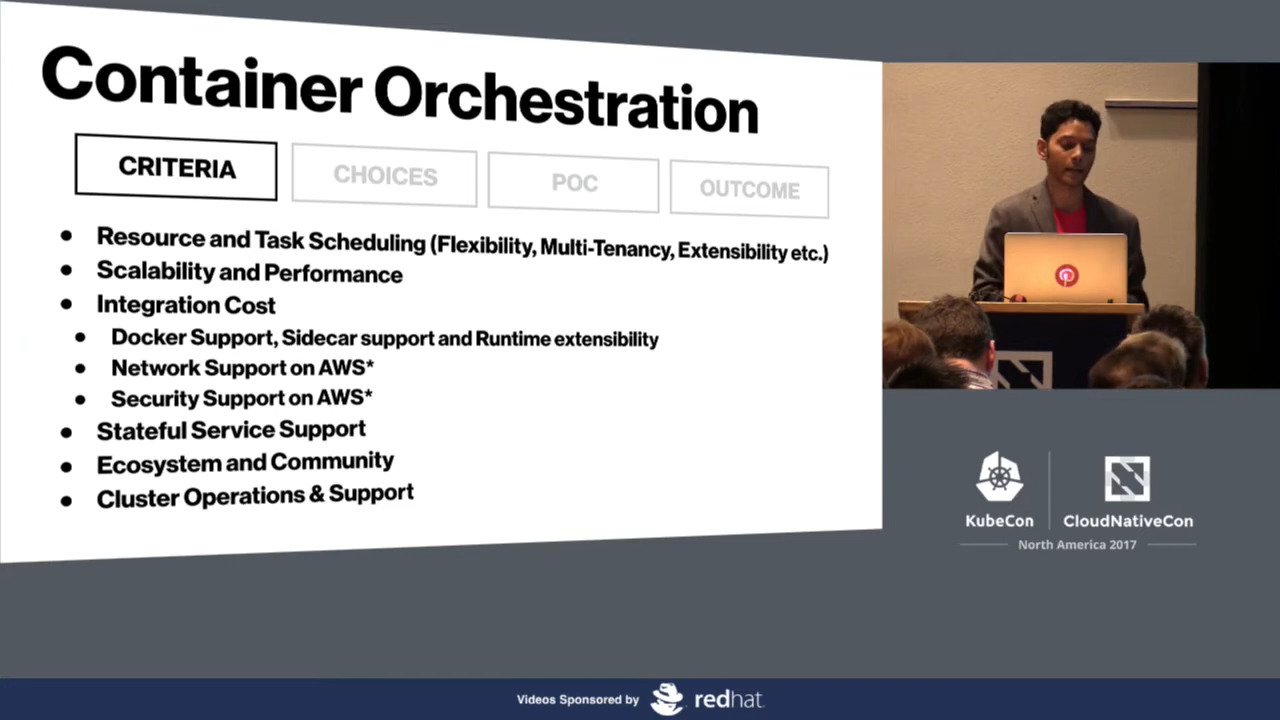 Container Orchestration
CRITERIA
CHOICES
POC
OUTCOME
• Resource and Task Scheduling (Flexibility, Multi-Tenancy, Extensibility etc.)
• Scalability and Performance
• Integration Cost
• Docker Support, Sidecar support and Runtime extensibility
• Network Support on AWS*
• Security Support on AWS*
• Stateful Service Support
• Ecosystem and Community
• Cluster Operations & Support
KubeCon
CloudNativeCon
North America 2017
Videos Sponsored by
redhat.